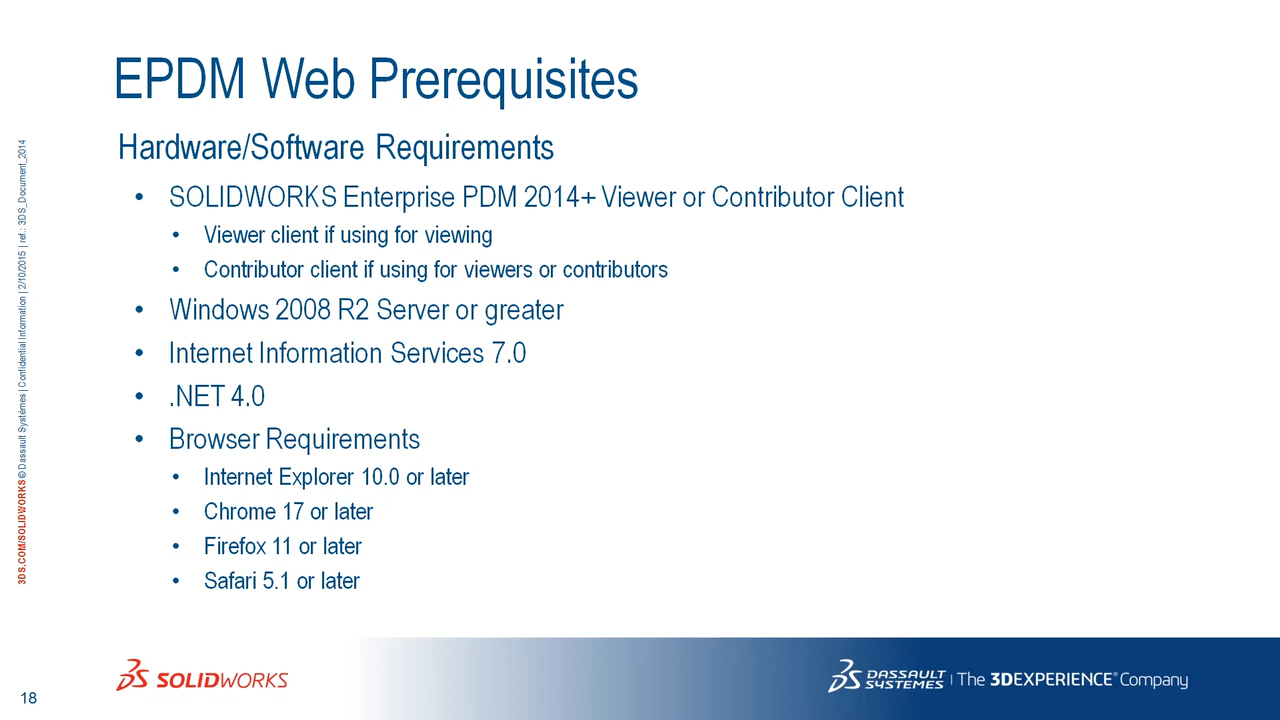 EPDM Web Prerequisites
Hardware/Software Requirements
• SOLIDWORKS Enterprise PDM 2014+ Viewer or Contributor Client
• Viewer client if using for viewing
• Contributor client if using for viewers or contributors
• Windows 2008 R2 Server or greater
• Internet Information Services 7.0
• .NET 4.0
• Browser Requirements
• Internet Explorer 10.0 or later
• Chrome 17 or later
• Firefox 11 or later
• Safari 5.1 or later
3DS.COM/SOLIDWORKS © Dassault Systèmes | Confidential Information | 2/10/2015 | ref.: 3DS_Document_2014
18
SOLIDWORKS
DASSAULT SYSTEMES | The 3DEXPERIENCE® Company